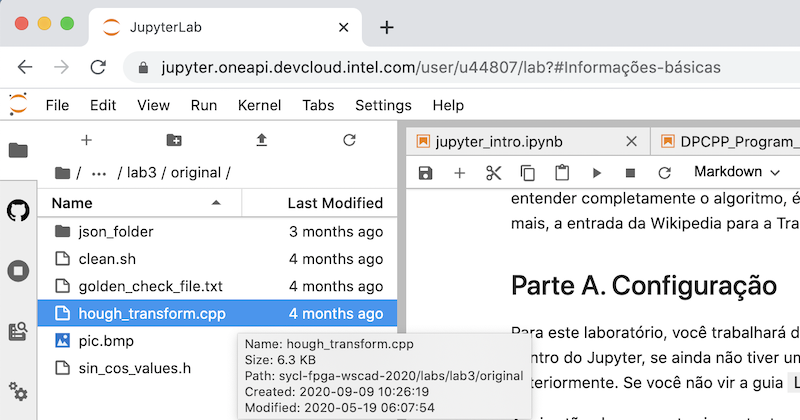 JupyterLab
jupyter.oneapi.devcloud.intel.com/user/u44807/lab?#Informações-básicas
File Edit View Run Kernel Tabs Settings Help
/ ··· / lab3 / original /
Name Last Modified
json_folder 3 months ago
clean.sh 4 months ago
golden_check_file.txt 4 months ago
hough_transform.cpp 4 months ago
pic.bmp
sin_cos_values.h
Name: hough_transform.cpp
Size: 6.3 KB
Path: sycl-fpga-wscad-2020/labs/lab3/original
Created: 2020-09-09 10:26:19
Modified: 2020-05-19 06:07:54
jupyter_intro.ipynb DPCPP_Program_
Markdown
entender completamente o algoritmo, é
mais, a entrada da Wikipedia para a Tra
Parte A. Configuração
Para este laboratório, você trabalhará d
ntro do Jupyter, se ainda não tiver un
teriormente. Se você não vir a guia L